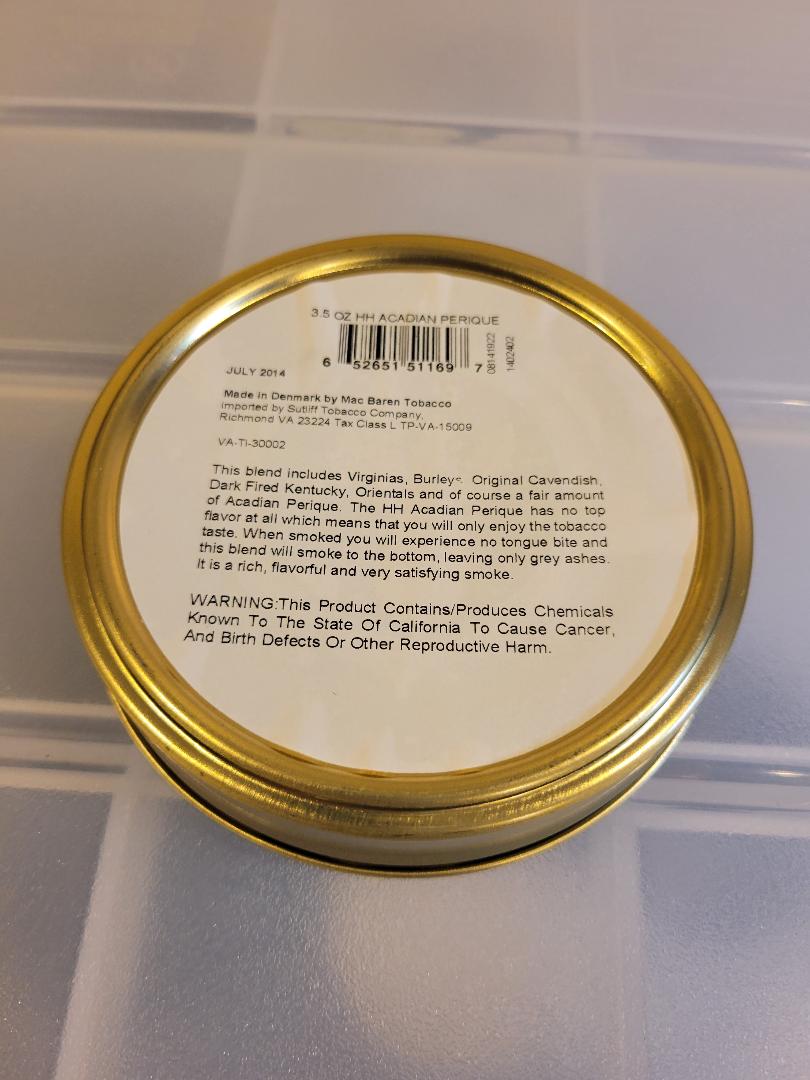 3.5 OZ HH ACADIAN PERIQUE
6 52651 51169 7
08141922
1402402
JULY 2014
Made in Denmark by Mac Baren Tobacco
Imported by Sutliff Tobacco Company,
Richmond VA 23224 Tax Class L TP-VA-15009
VA-TI-30002
This blend includes Virginias, Burleys. Original Cavendish,
Dark Fired Kentucky, Orientals and of course a fair amount
of Acadian Perique. The HH Acadian Perique has no top
flavor at all which means that you will only enjoy the tobacco
taste. When smoked you will experience no tongue bite and
this blend will smoke to the bottom, leaving only grey ashes.
It is a rich, flavorful and very satisfying smoke.
WARNING:This Product Contains/Produces Chemicals
Known To The State Of California To Cause Cancer,
And Birth Defects Or Other Reproductive Harm.